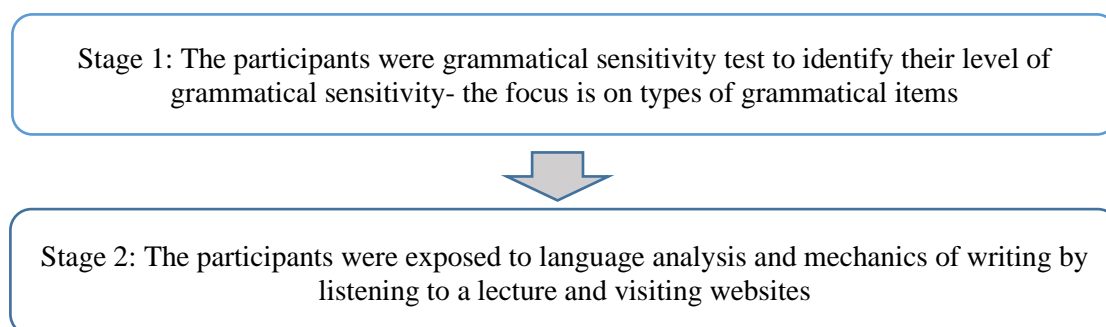 Stage 1: The participants were grammatical sensitivity test to identify their level of
grammatical sensitivity- the focus is on types of grammatical items
Stage 2: The participants were exposed to language analysis and mechanics of writing by
listening to a lecture and visiting websites